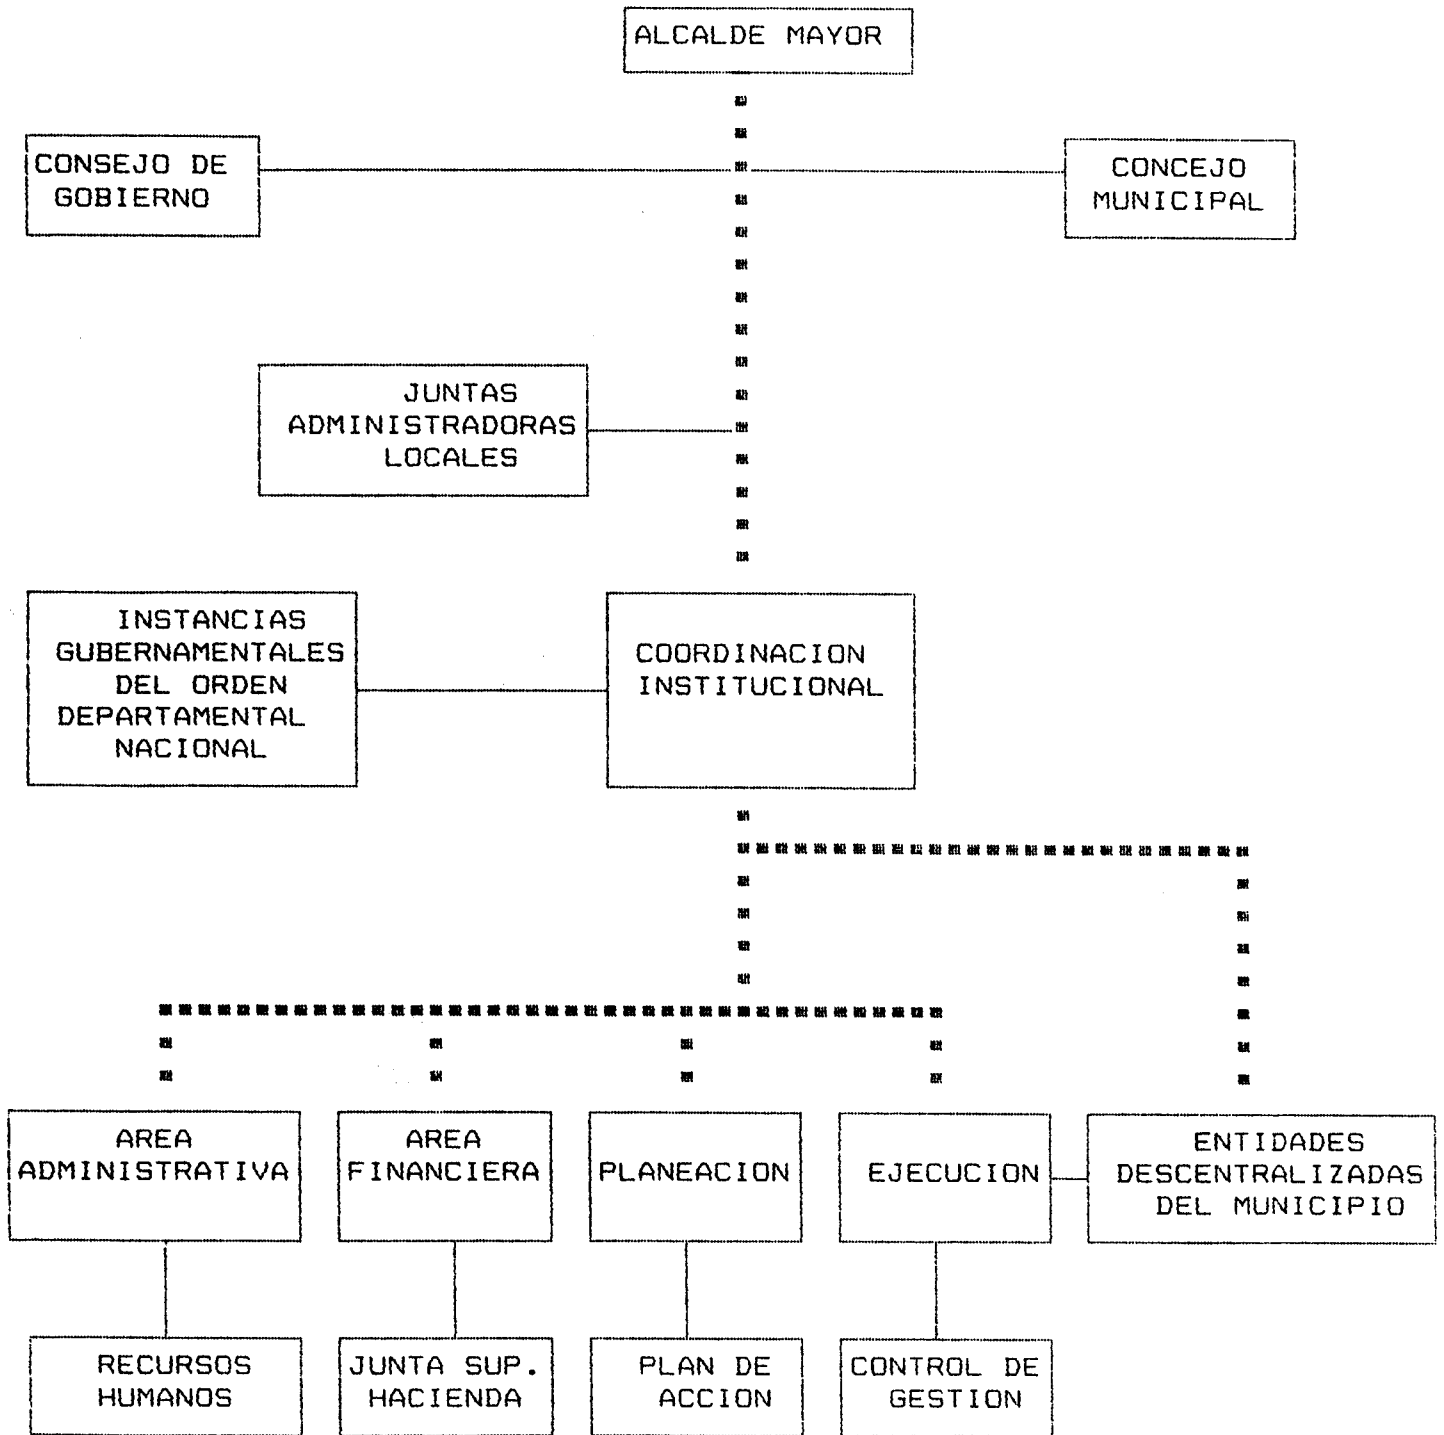 ALCALDE MAYOR
CONSEJO DE
GOBIERNO
CONCEJO
MUNICIPAL
JUNTAS
ADMINISTRADORAS
LOCALES
INSTANCIAS
GUBERNAMENTALES
DEL ORDEN
DEPARTAMENTAL
NACIONAL
COORDINACION
INSTITUCIONAL
AREA
ADMINISTRATIVA
AREA
FINANCIERA
PLANEACION
EJECUCION
ENTIDADES
DESCENTRALIZADAS
DEL MUNICIPIO
RECURSOS
HUMANOS
JUNTA SUP.
HACIENDA
PLAN DE
ACCION
CONTROL DE
GESTION